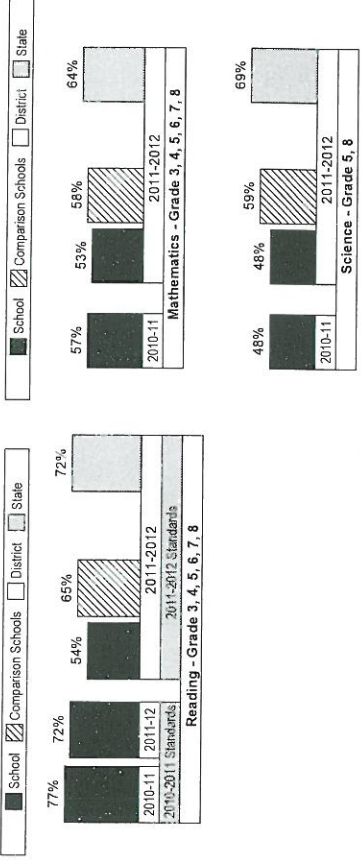 School Comparison Schools District State
77% 72% 54% 65% 72%
2010-11 2011-12 2011-2012
2010-2011 Standards 2011-2012 Standards
Reading - Grade 3, 4, 5, 6, 7, 8
School Comparison Schools District State
57% 53% 58% 64%
2010-11 2011-2012
Mathematics - Grade 3, 4, 5, 6, 7, 8
48% 48% 59% 69%
2010-11 2011-2012
Science - Grade 5, 8